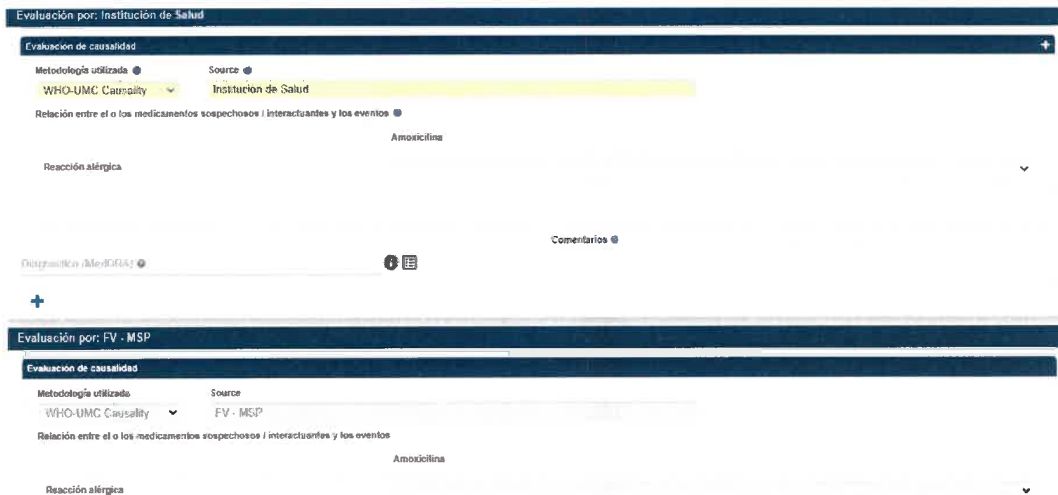 Evaluación por: Institución de Salud
Evaluación de causalidad
Metodología utilizada Source
WHO-UMC Causality Institucion de Salud
Relación entre el o los medicamentos sospechosos / interactuantes y los eventos
Amoxicilina
Reacción alérgica
Comentarios
Diagnóstico (MedDRA)
Evaluación por: FV - MSP
Evaluación de causalidad
Metodología utilizada Source
WHO-UMC Causality FV - MSP
Relación entre el o los medicamentos sospechosos / interactuantes y los eventos
Amoxicilina
Reacción alérgica